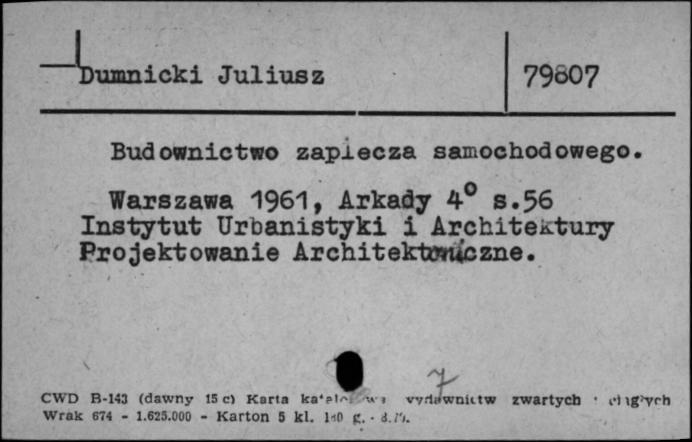 Dumnicki Juliusz 79807
Budownictwo zaplecza samochodowego.
Warszawa 1961, Arkady 4° s.56
Instytut Urbanistyki i Architektury
Projektowanie Architektoniczne.
7
CWD B-143 (dawny 15 c) Karta wydawnictw zwartych
Wrak 674 - 1.625.000 - Karton 5 kl. g.